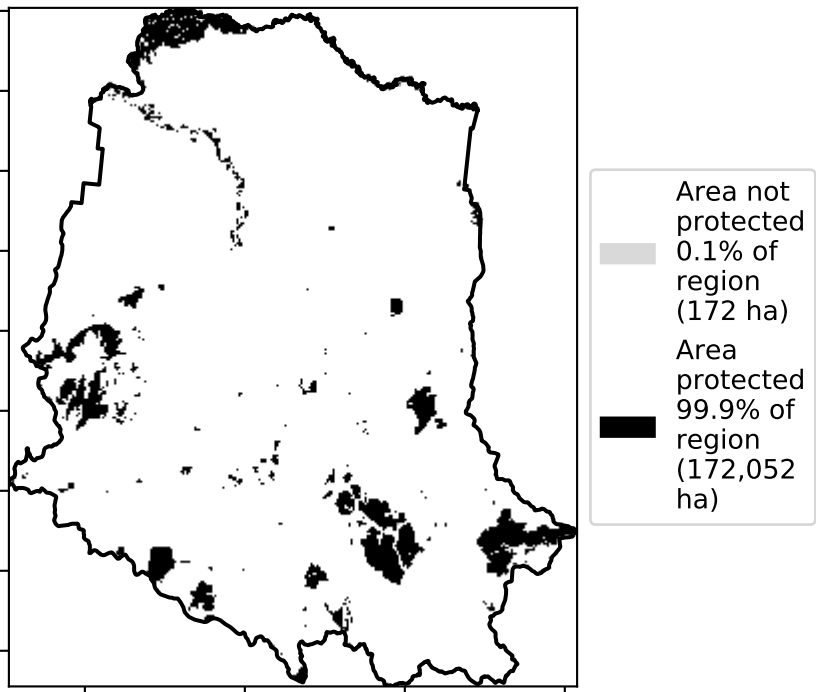 Area not
protected
0.1% of
region
(172 ha)
Area
protected
99.9% of
region
(172,052
ha)